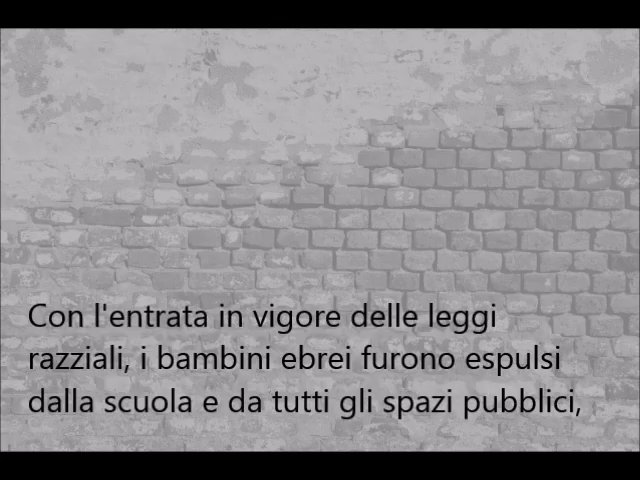 Con l'entrata in vigore delle leggi
razziali, i bambini ebrei furono espulsi
dalla scuola e da tutti gli spazi pubblici,